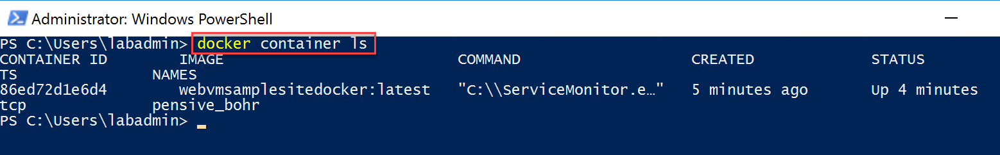 Administrator: Windows PowerShell
PS C:\Users\labadmin> docker container ls
CONTAINER ID        IMAGE                          COMMAND                  CREATED             STATUS
TS               NAMES
86ed72d1e6d4        webvmsamplesitedocker:latest   "C:\\ServiceMonitor.e…"   5 minutes ago       Up 4 minutes
tcp              pensive_bohr
PS C:\Users\labadmin>